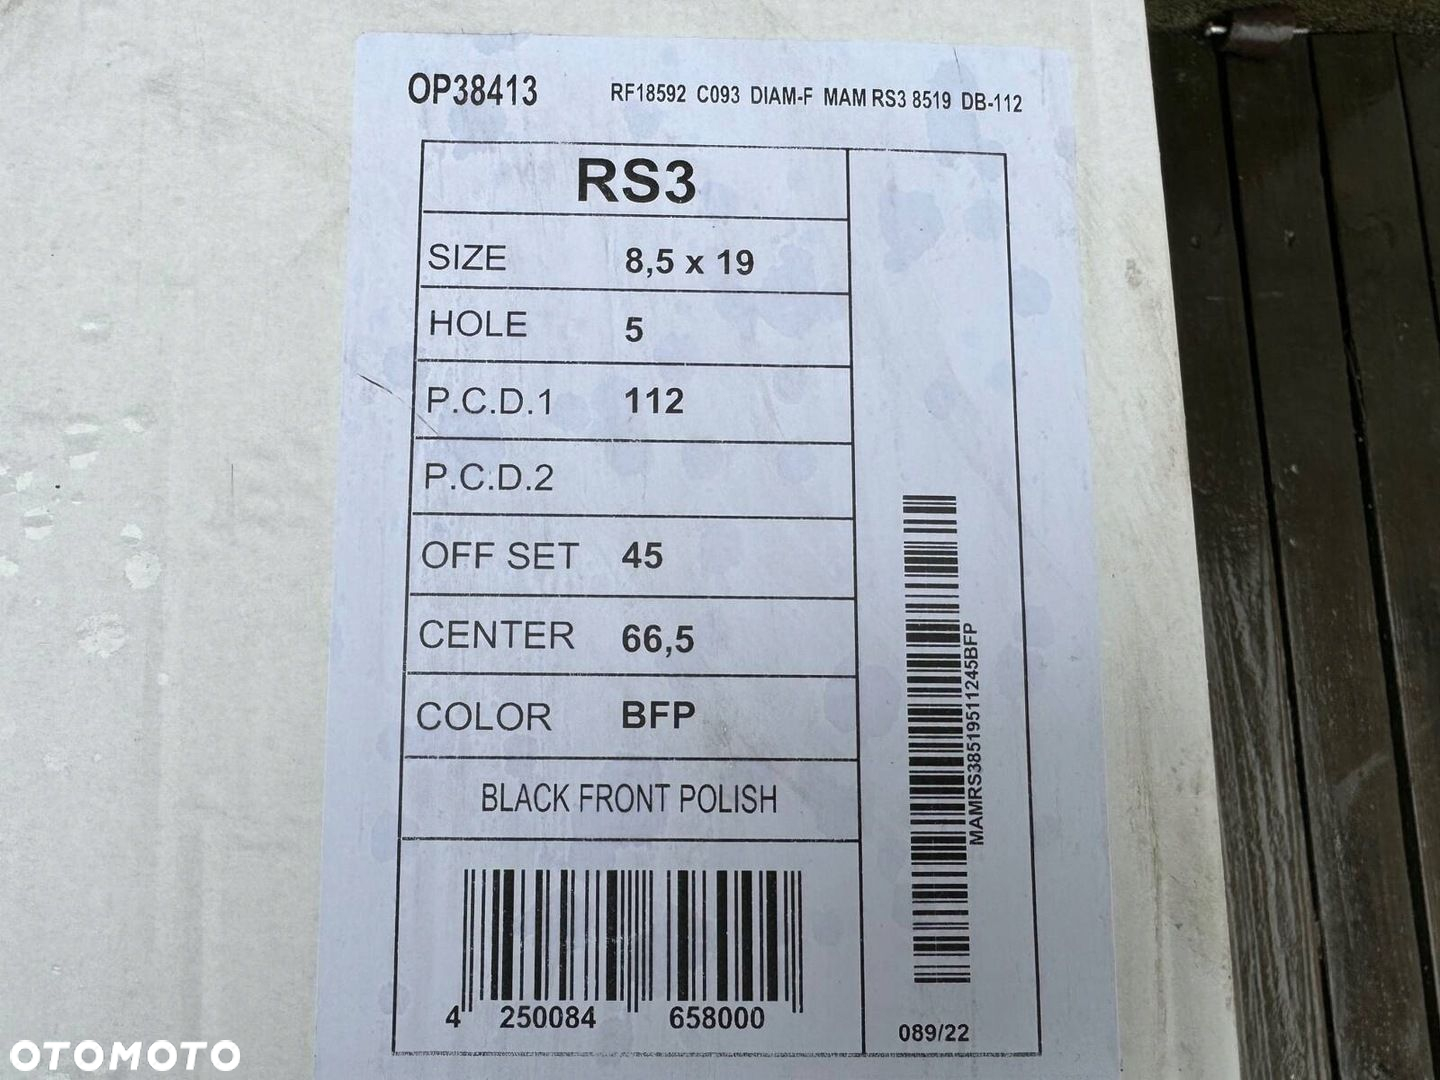 OP38413 RF18592 C093 DIAM-F MAM RS3 8519 DB-112
RS3
SIZE 8,5 x 19
HOLE 5
P.C.D.1 112
P.C.D.2
OFF SET 45
CENTER 66,5
COLOR BFP
BLACK FRONT POLISH
4 250084 658000
MAMRS38519511245BFP
089/22
OTOMOTO